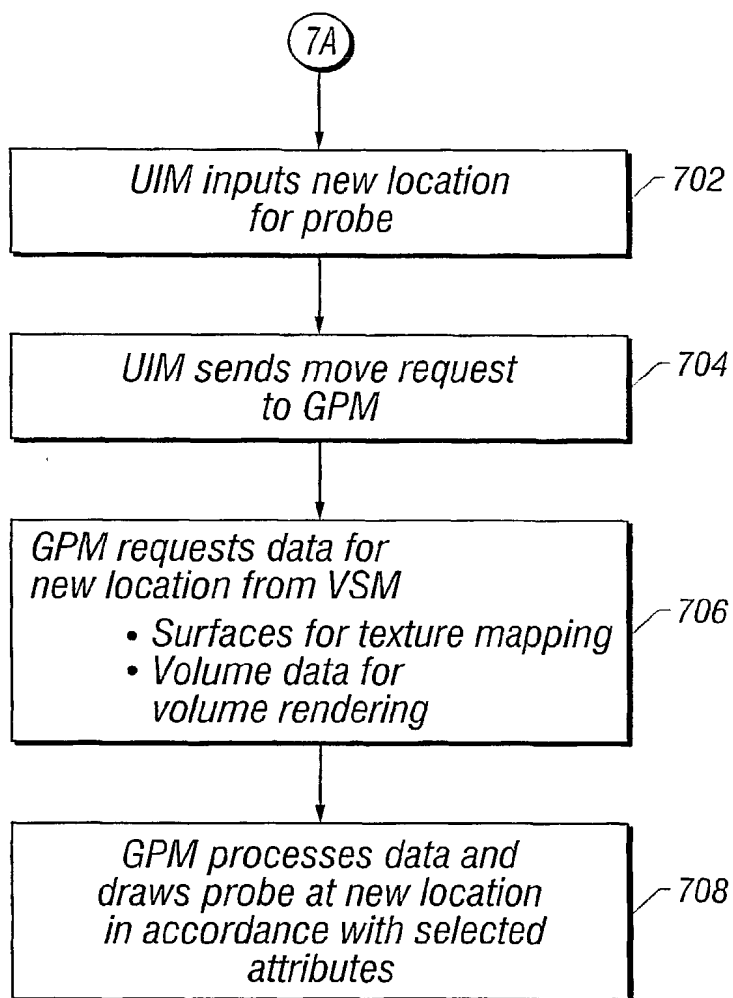 7A
UIM inputs new location
for probe
702
UIM sends move request
to GPM
704
GPM requests data for
new location from VSM
• Surfaces for texture mapping
• Volume data for
volume rendering
706
GPM processes data and
draws probe at new location
in accordance with selected
attributes
708